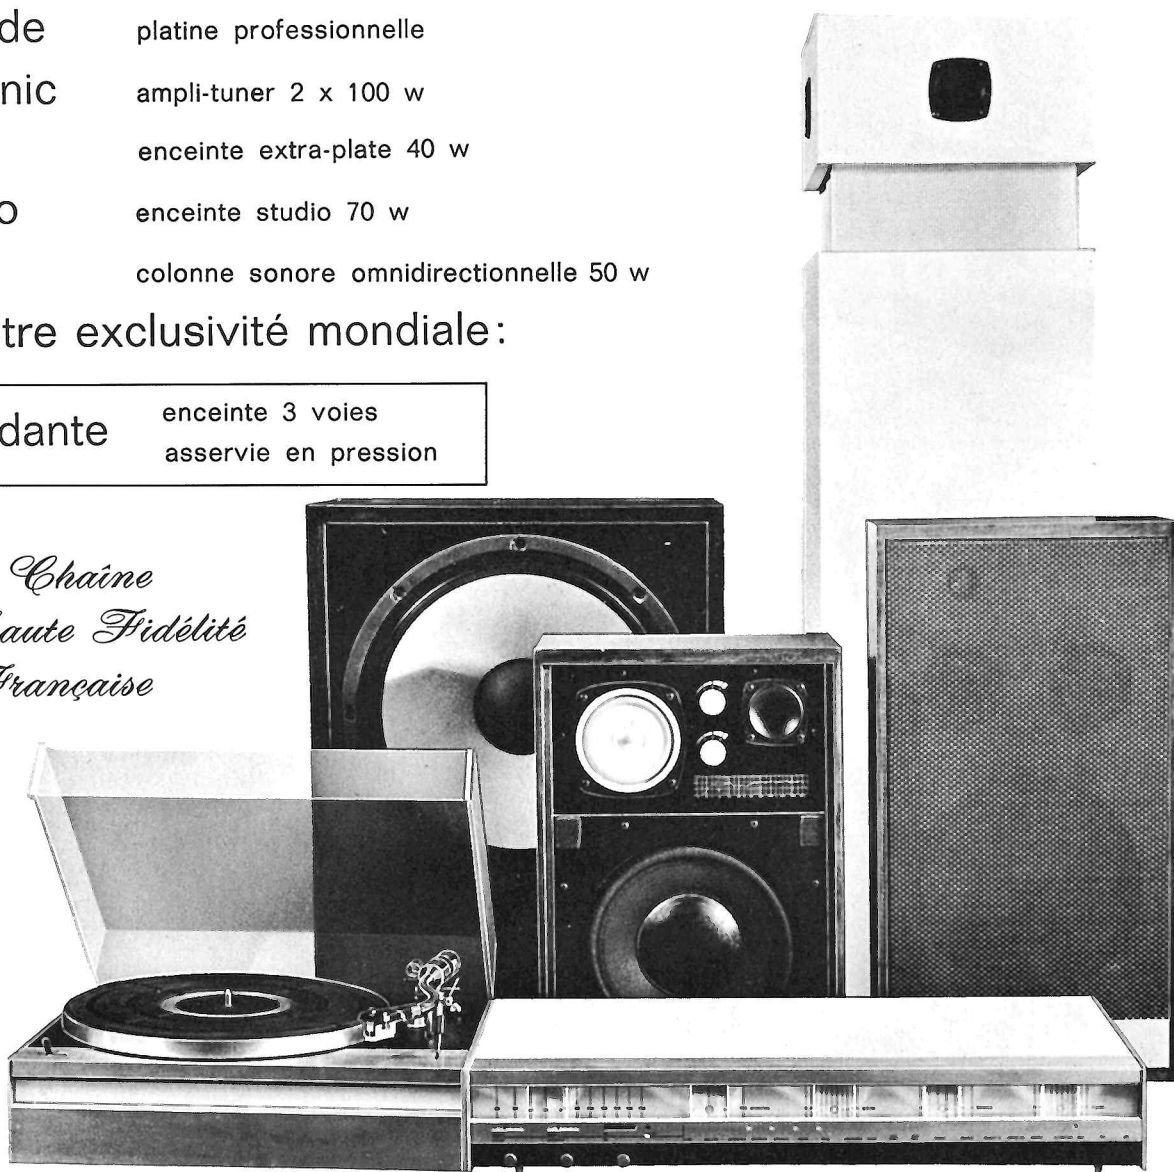 de platine professionnelle
nic ampli-tuner 2 x 100 w
enceinte extra-plate 40 w
o enceinte studio 70 w
colonne sonore omnidirectionnelle 50 w
tre exclusivité mondiale:
dante enceinte 3 voies
asservie en pression
Chaîne
aute Fidélité
Française